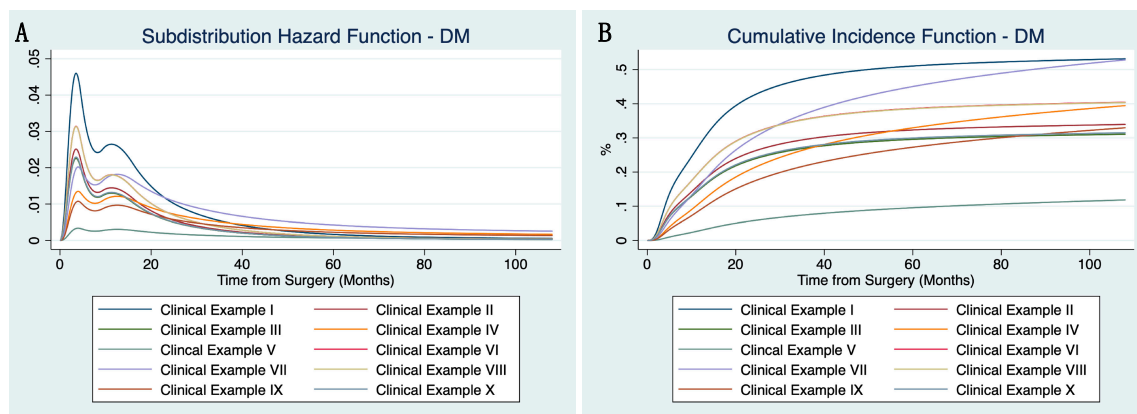 A
Subdistribution Hazard Function - DM
.05
.04
.03
.02
.01
0
0 20 40 60 80 100
Time from Surgery (Months)
Clinical Example I Clinical Example II
Clinical Example III Clinical Example IV
Clincal Example V Clinical Example VI
Clinical Example VII Clinical Example VIII
Clinical Example IX Clinical Example X
B
Cumulative Incidence Function - DM
%
.5
.4
.3
.2
.1
0
0 20 40 60 80 100
Time from Surgery (Months)
Clinical Example I Clinical Example II
Clinical Example III Clinical Example IV
Clincal Example V Clinical Example VI
Clinical Example VII Clinical Example VIII
Clinical Example IX Clinical Example X